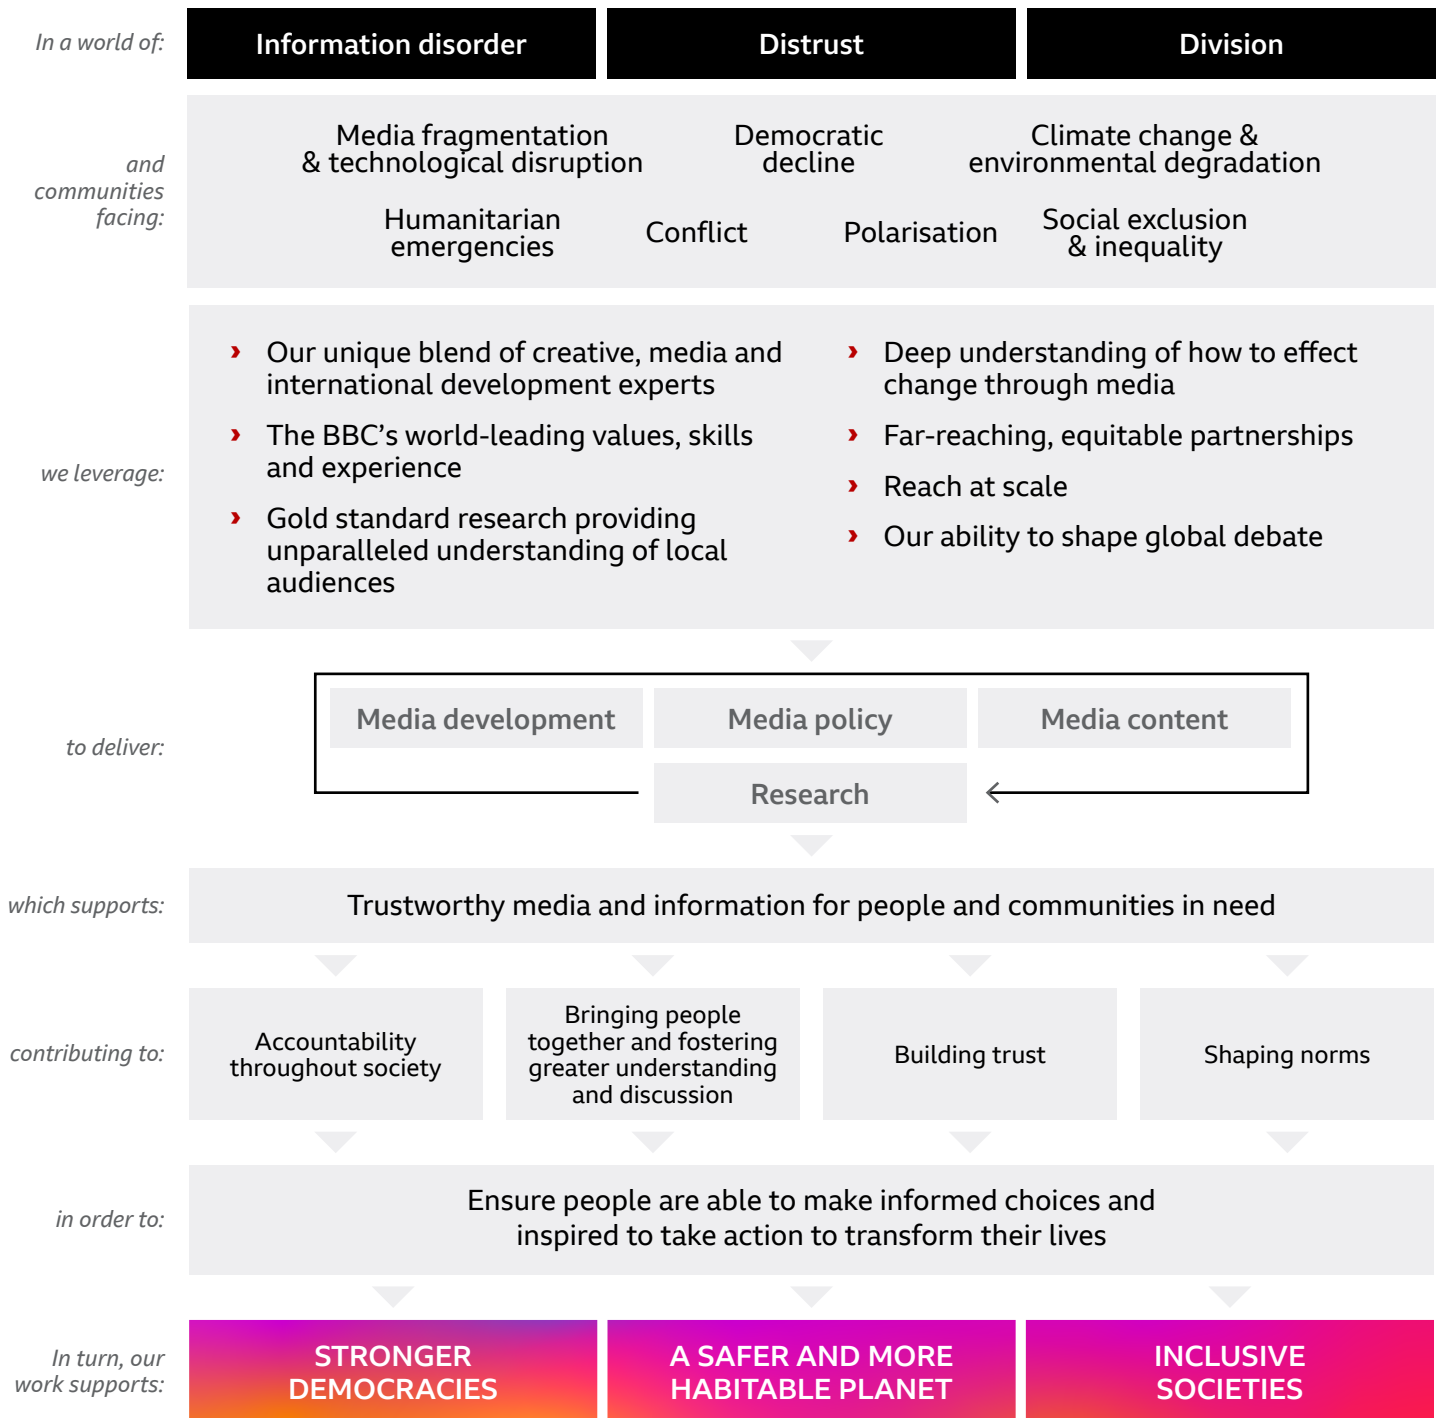 In a world of:
Information disorder
Distrust
Division
and
communities
facing:
Media fragmentation
& technological disruption
Democratic
decline
Climate change &
environmental degradation
Humanitarian
emergencies
Conflict
Polarisation
Social exclusion
& inequality
we leverage:
› Our unique blend of creative, media and
international development experts
› The BBC’s world-leading values, skills
and experience
› Gold standard research providing
unparalleled understanding of local
audiences
› Deep understanding of how to effect
change through media
› Far-reaching, equitable partnerships
› Reach at scale
› Our ability to shape global debate
to deliver:
Media development
Media policy
Media content
Research
which supports:
Trustworthy media and information for people and communities in need
contributing to:
Accountability
throughout society
Bringing people
together and fostering
greater understanding
and discussion
Building trust
Shaping norms
in order to:
Ensure people are able to make informed choices and
inspired to take action to transform their lives
In turn, our
work supports:
STRONGER
DEMOCRACIES
A SAFER AND MORE
HABITABLE PLANET
INCLUSIVE
SOCIETIES